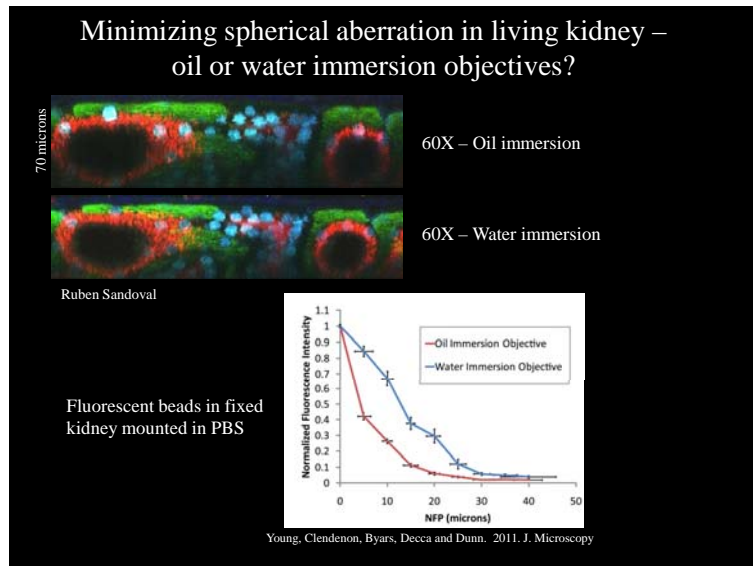 Minimizing spherical aberration in living kidney –
oil or water immersion objectives?
70 microns
60X – Oil immersion
60X – Water immersion
Ruben Sandoval
Fluorescent beads in fixed
kidney mounted in PBS
Normalized Fluorescence Intensity
1.1
1
0.9
0.8
0.7
0.6
0.5
0.4
0.3
0.2
0.1
0
Oil Immersion Objective
Water Immersion Objective
0 10 20 30 40 50
NFP (microns)
Young, Clendenon, Byars, Decca and Dunn. 2011. J. Microscopy